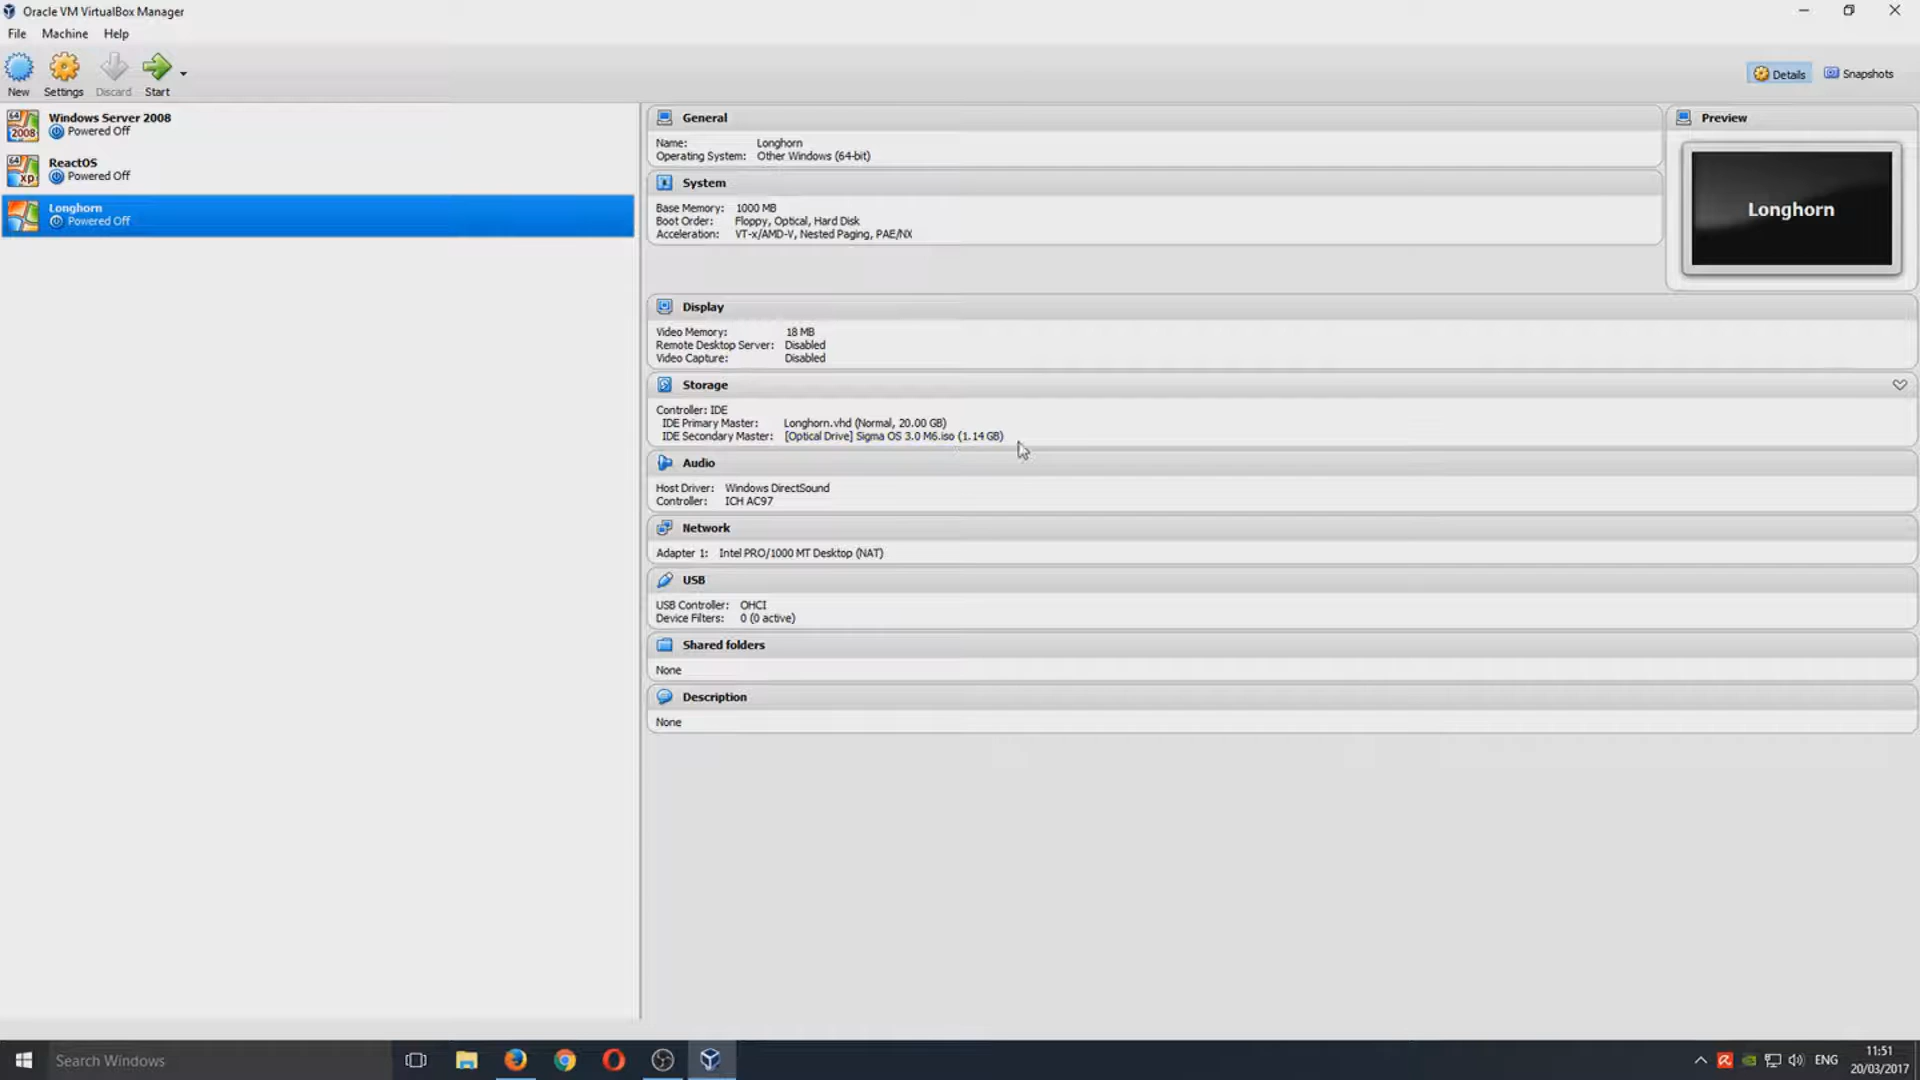 Oracle VM VirtualBox Manager
File Machine Help
New Settings Discard Start
Details Snapshots
64 2008
Windows Server 2008
Powered Off
64 xp
ReactOS
Powered Off
Longhorn
Powered Off
General
Name: Longhorn
Operating System: Other Windows (64-bit)
System
Base Memory: 1000 MB
Boot Order: Floppy, Optical, Hard Disk
Acceleration: VT-x/AMD-V, Nested Paging, PAE/NX
Preview
Longhorn
Display
Video Memory: 18 MB
Remote Desktop Server: Disabled
Video Capture: Disabled
Storage
Controller: IDE
IDE Primary Master: Longhorn.vhd (Normal, 20.00 GB)
IDE Secondary Master: [Optical Drive] Sigma OS 3.0 M6.iso (1.14 GB)
Audio
Host Driver: Windows DirectSound
Controller: ICH AC97
Network
Adapter 1: Intel PRO/1000 MT Desktop (NAT)
USB
USB Controller: OHCI
Device Filters: 0 (0 active)
Shared folders
None
Description
None
Search Windows
ENG
11:51
20/03/2017